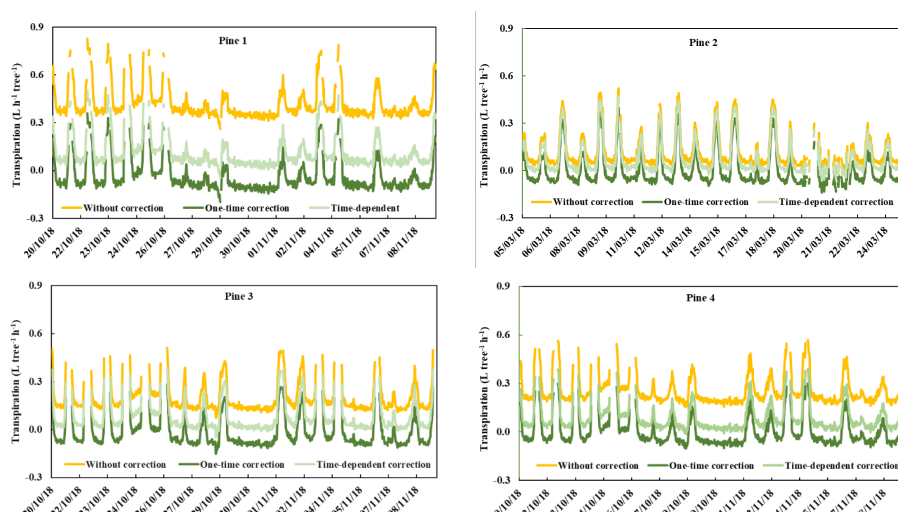 Pine 1
Transpiration (L h⁻¹ tree⁻¹)
0.9
0.6
0.3
0.0
-0.3
Without correction One-time correction Time-dependent
20/10/18 22/10/18 23/10/18 24/10/18 26/10/18 27/10/18 29/10/18 30/10/18 01/11/18 02/11/18 04/11/18 05/11/18 07/11/18 08/11/18
Pine 2
Transpiration (L tree⁻¹ h⁻¹)
0.9
0.6
0.3
0.0
-0.3
Without correction One-time correction Time-dependent correction
05/03/18 06/03/18 08/03/18 09/03/18 11/03/18 12/03/18 14/03/18 15/03/18 17/03/18 18/03/18 20/03/18 21/03/18 23/03/18 24/03/18
Pine 3
Transpiration (L tree⁻¹ h⁻¹)
0.9
0.6
0.3
0.0
-0.3
Without correction One-time correction Time-dependent correction
20/10/18 22/10/18 23/10/18 24/10/18 26/10/18 27/10/18 29/10/18 30/10/18 01/11/18 02/11/18 04/11/18 05/11/18 07/11/18 08/11/18
Pine 4
Transpiration (L tree⁻¹ h⁻¹)
0.9
0.6
0.3
0.0
-0.3
Without correction One-time correction Time-dependent correction